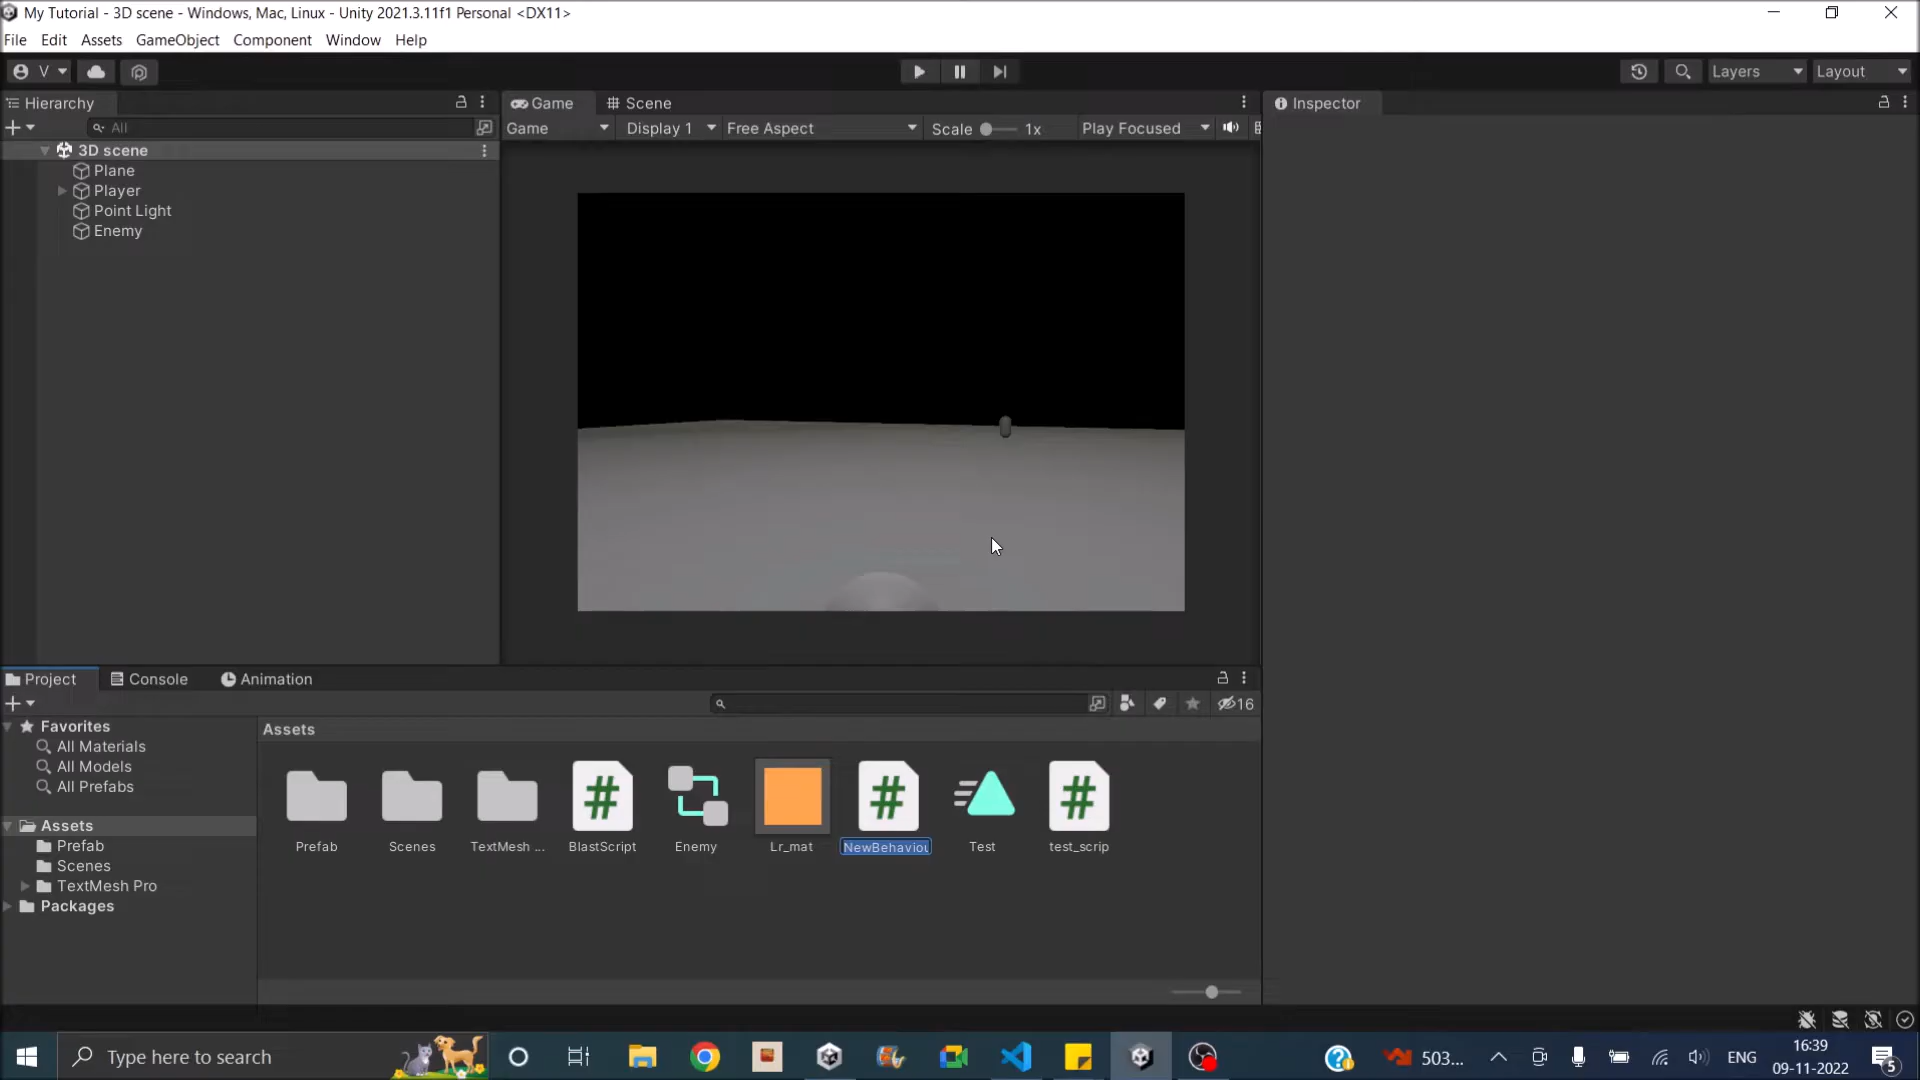 My Tutorial - 3D scene - Windows, Mac, Linux - Unity 2021.3.11f1 Personal <DX11>
File Edit Assets GameObject Component Window Help
V Layers Layout
Hierarchy
All
3D scene
Plane
Player
Point Light
Enemy
Game Scene
Game Display 1 Free Aspect Scale 1x Play Focused
Inspector
Project Console Animation
16
Favorites
All Materials
All Models
All Prefabs
Assets
Prefab
Scenes
TextMesh Pro
Packages
Assets
Prefab Scenes TextMesh ... BlastScript Enemy Lr_mat NewBehaviou Test test_scrip
Type here to search
503... ENG
16:39
09-11-2022
5